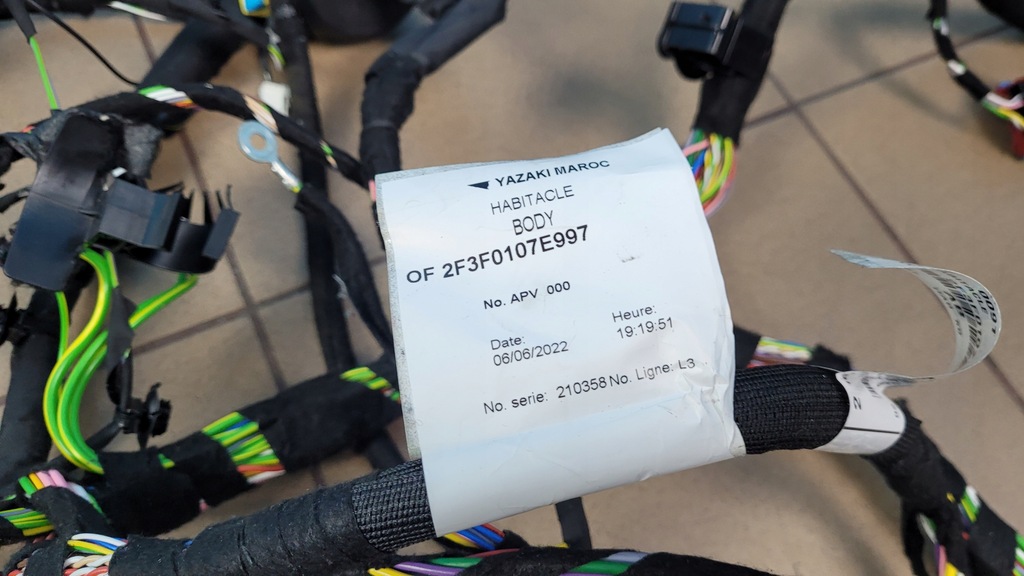 YAZAKI MAROC
HABITACLE
BODY
OF 2F3F0107E997
No. APV 000
Heure:
19:19:51
Date:
06/06/2022
No. serie: 210358 No. Ligne: L3